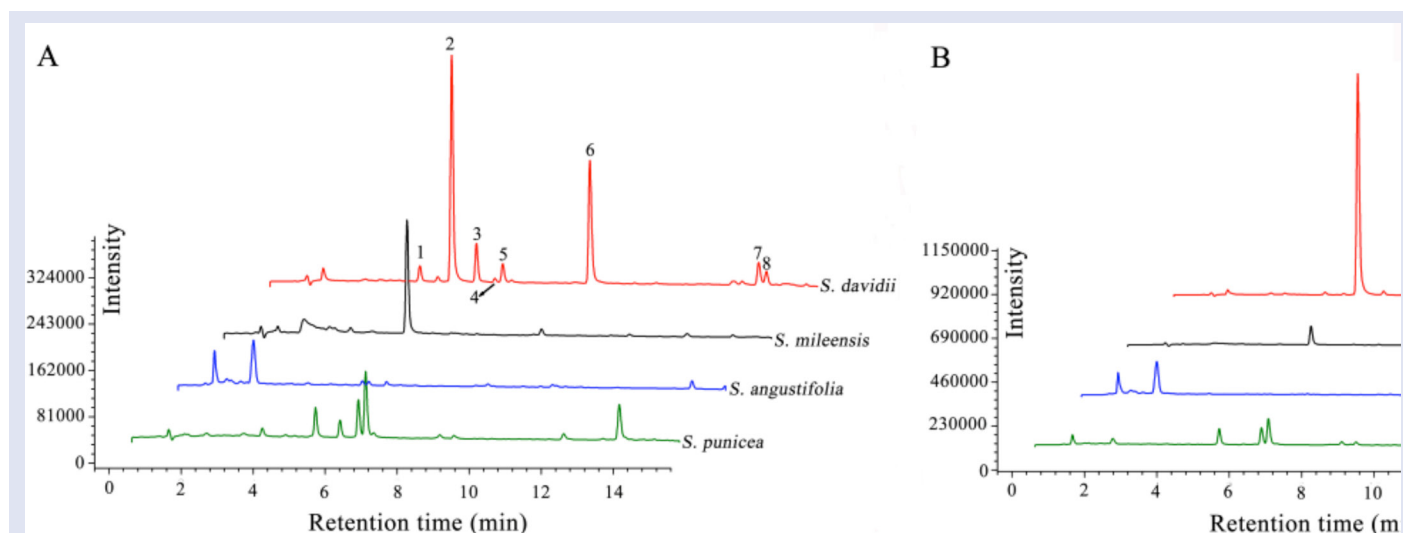 A
B
2
6
3
1
5
7
8
4
S. davidii
S. mileensis
S. angustifolia
S. punicea
Intensity
324000
243000
162000
81000
0
0 2 4 6 8 10 12 14
Retention time (min)
Intensity
1150000
920000
690000
460000
230000
0
0 2 4 6 8 10
Retention time (m